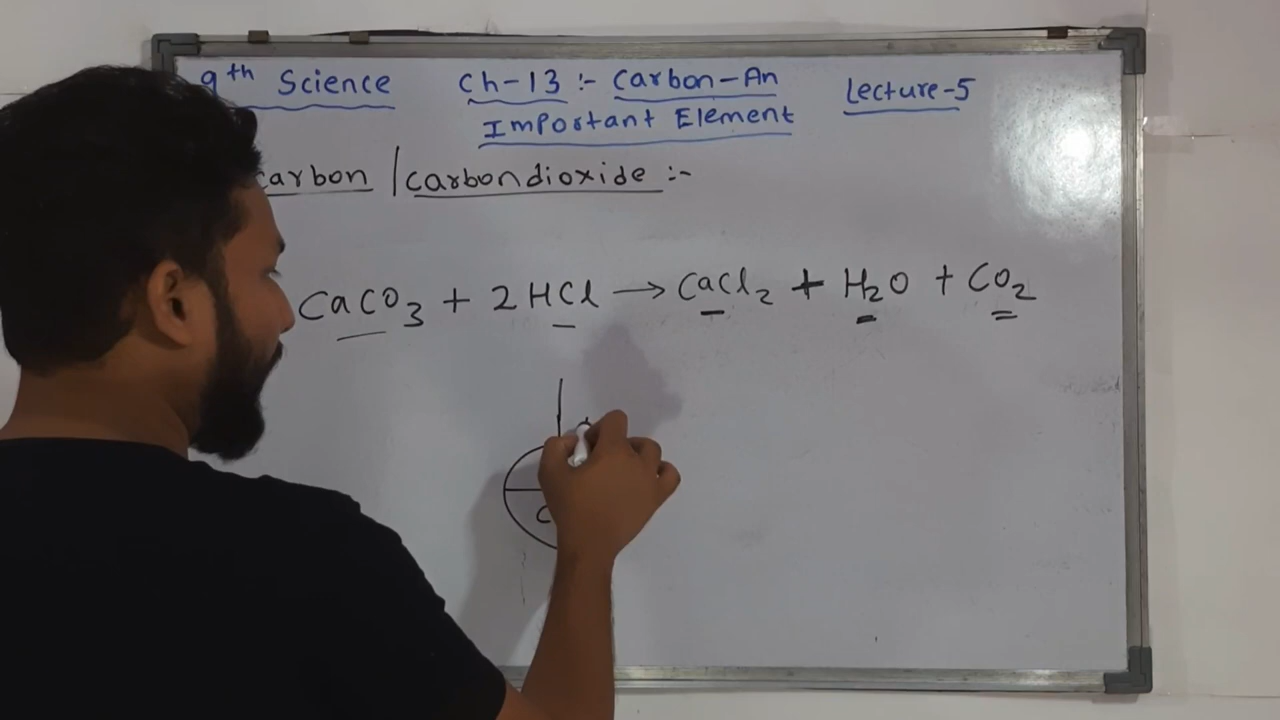 9th Science Ch-13 :- Carbon-An Lecture-5
Important Element
carbon / carbondioxide :-
CaCO₃ + 2HCl → CaCl₂ + H₂O + CO₂
C